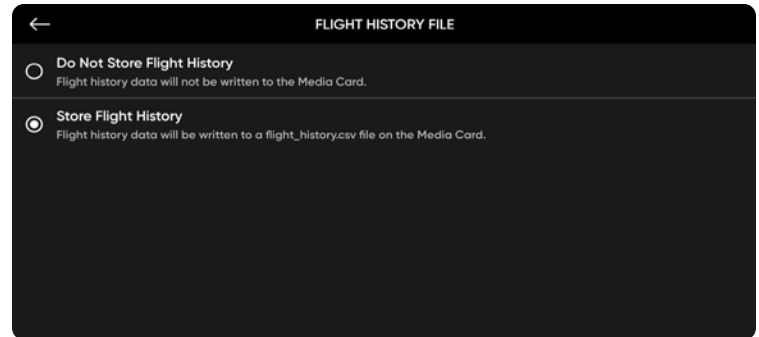 FLIGHT HISTORY FILE
Do Not Store Flight History
Flight history data will not be written to the Media Card.
Store Flight History
Flight history data will be written to a flight_history.csv file on the Media Card.